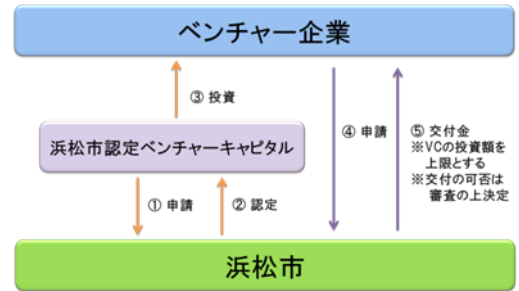 ベンチャー企業
③ 投資
浜松市認定ベンチャーキャピタル
④ 申請
⑤ 交付金
※VCの投資額を
上限とする
※交付の可否は
審査の上決定
① 申請
② 認定
浜松市